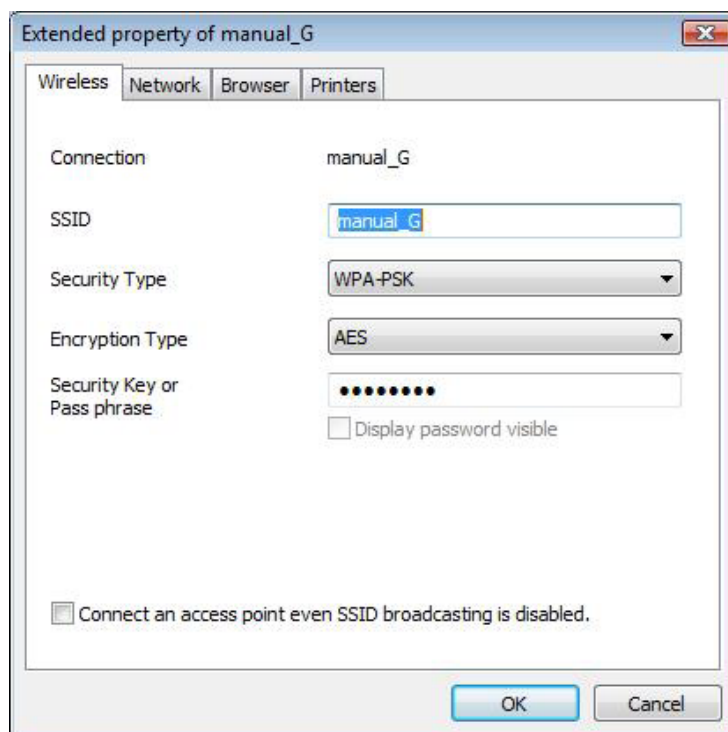 Extended property of manual_G
Wireless Network Browser Printers
Connection manual_G
SSID manual_G
Security Type WPA-PSK
Encryption Type AES
Security Key or
Pass phrase ●●●●●●●●
Display password visible
Connect an access point even SSID broadcasting is disabled.
OK Cancel